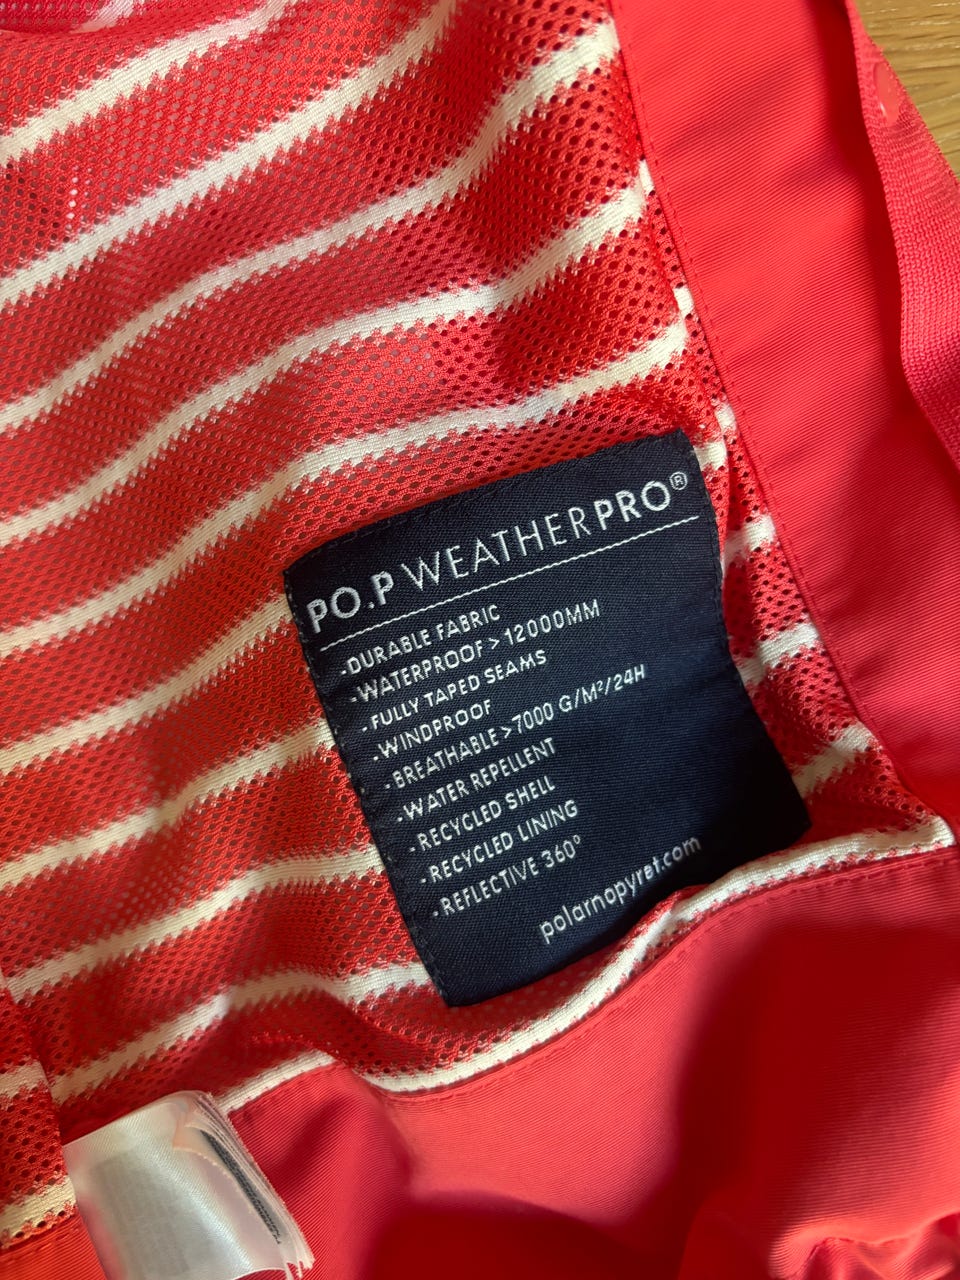 PO.P WEATHERPRO®
-DURABLE FABRIC
-WATERPROOF > 12000MM
-FULLY TAPED SEAMS
-WINDPROOF
-BREATHABLE >7000 G/M²/24H
-WATER REPELLENT
-RECYCLED SHELL
-RECYCLED LINING
-REFLECTIVE 360°
polarnopyret.com